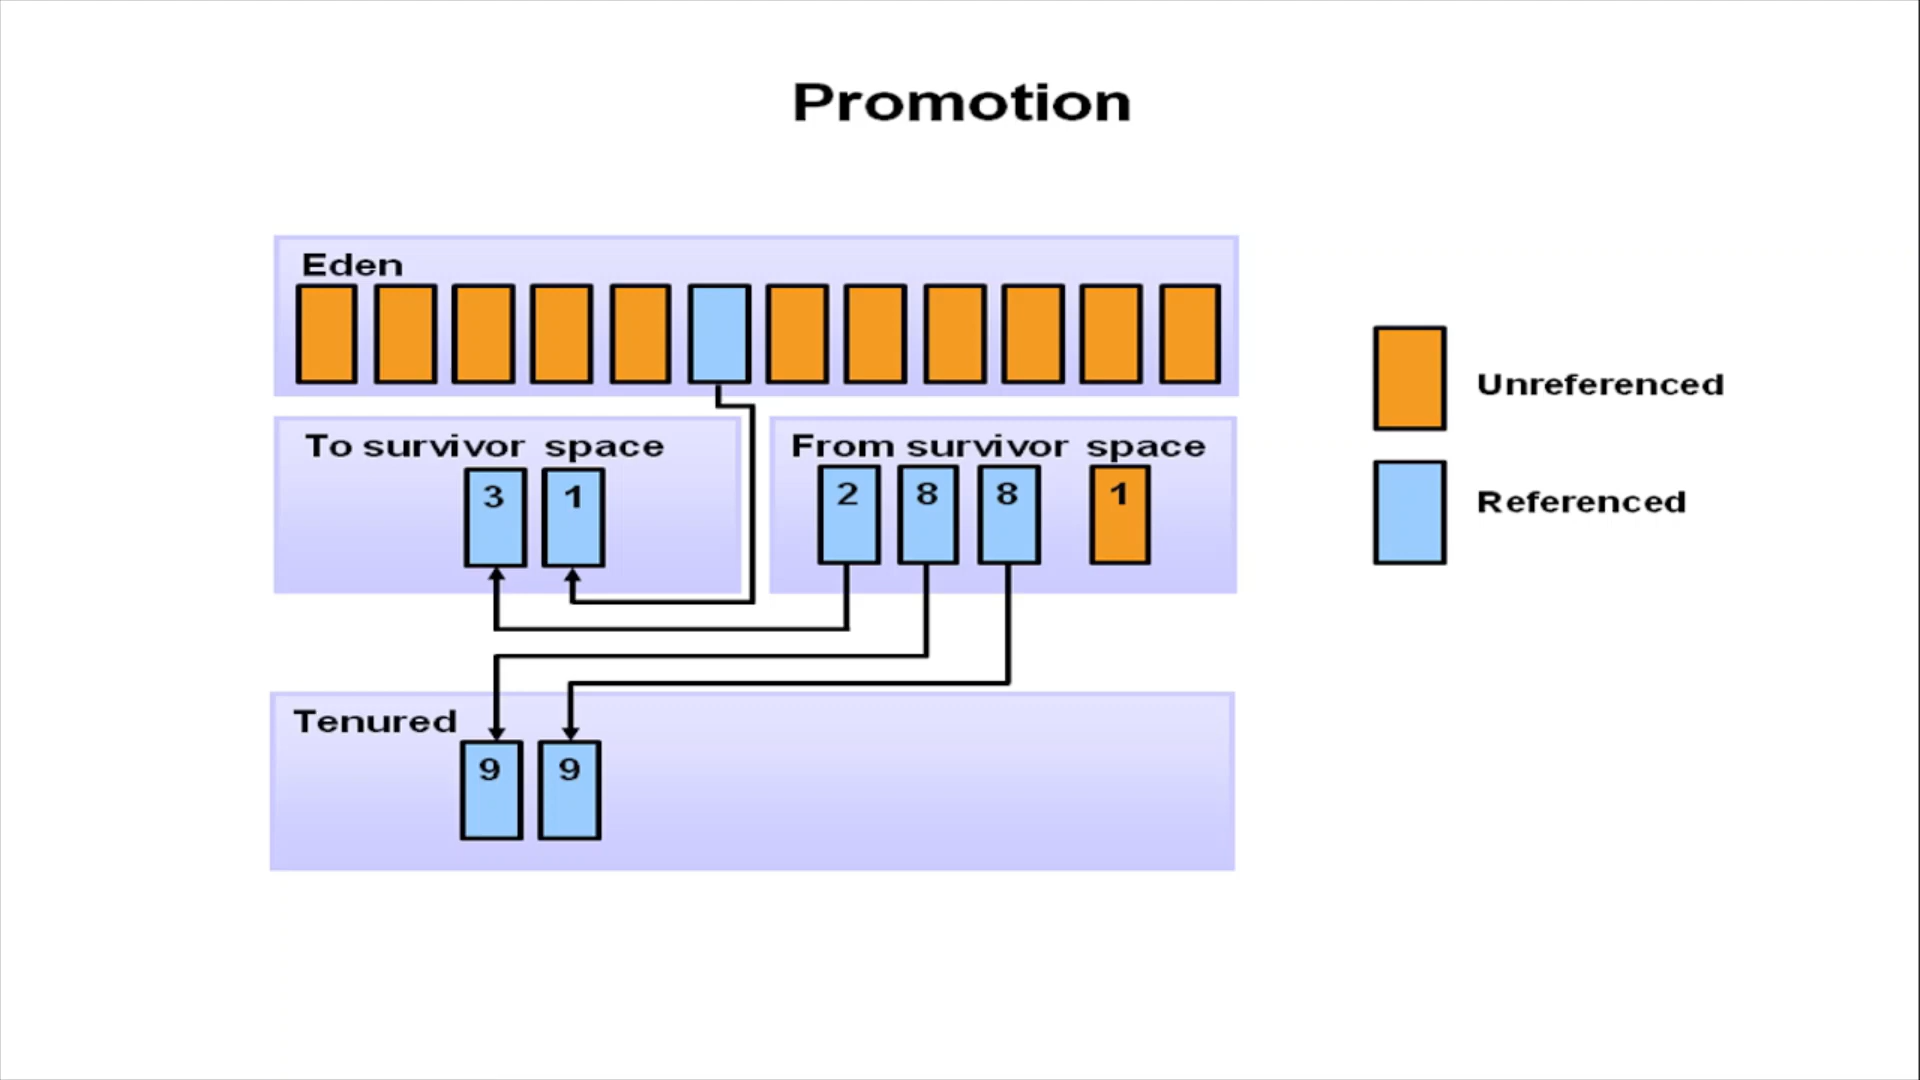 Promotion
Eden
Unreferenced
To survivor space
From survivor space
3 1
2 8 8 1
Referenced
Tenured
9 9